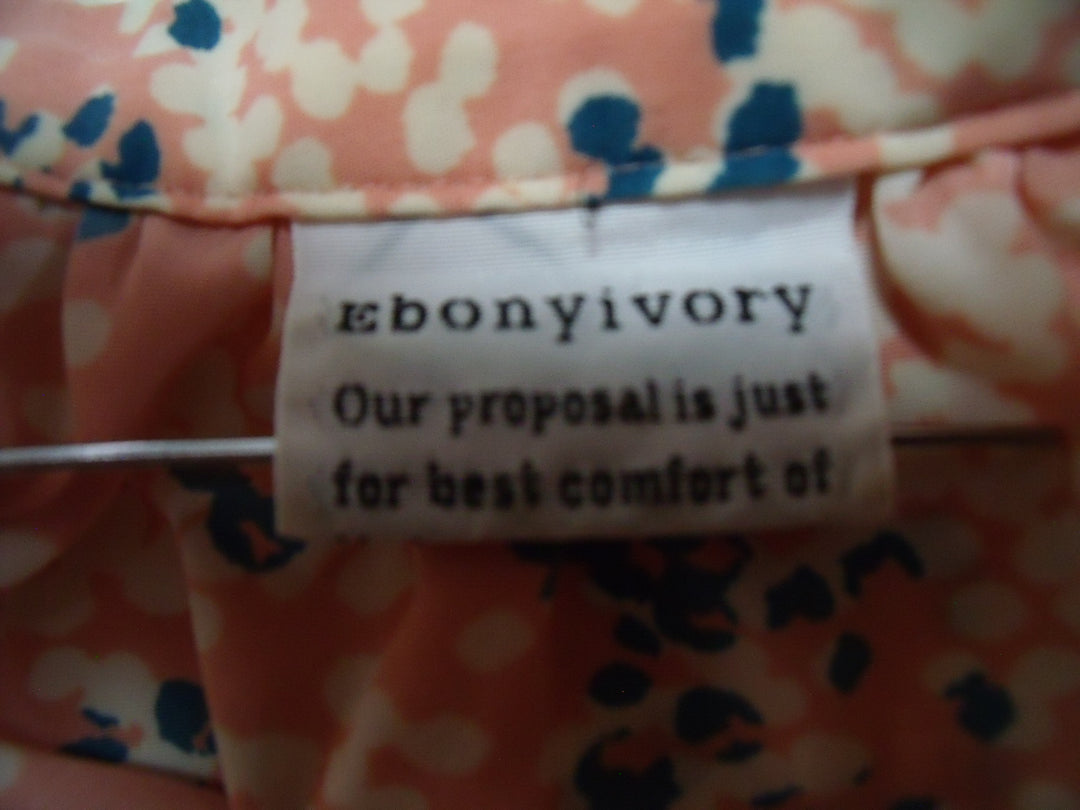 Ebonyivory
Our proposal is just
for best comfort of